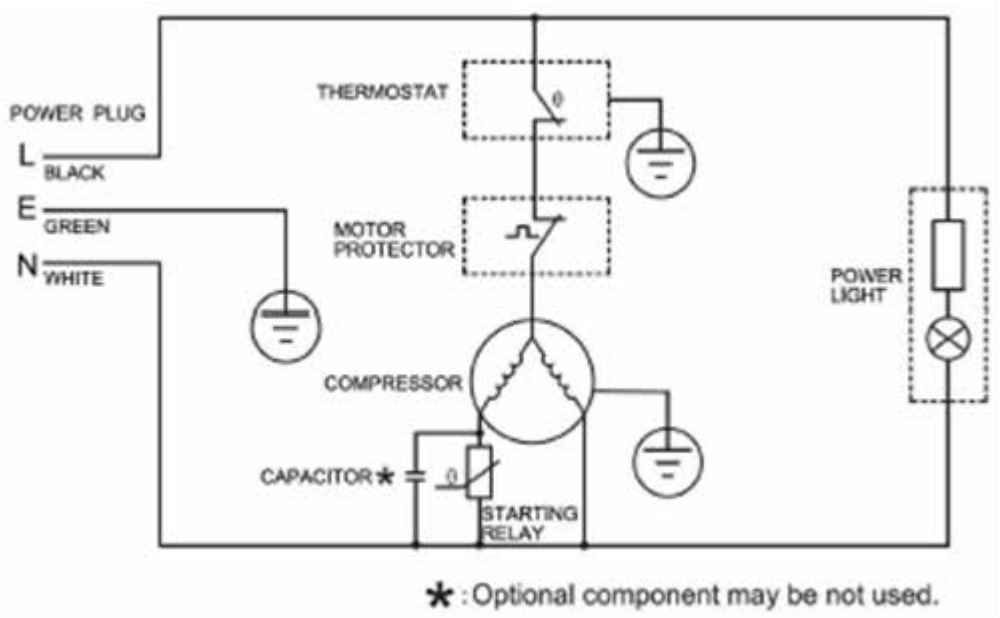 THERMOSTAT
POWER PLUG
L
BLACK
E
GREEN
N
WHITE
MOTOR
PROTECTOR
POWER
LIGHT
COMPRESSOR
CAPACITOR*
STARTING
RELAY
* : Optional component may be not used.